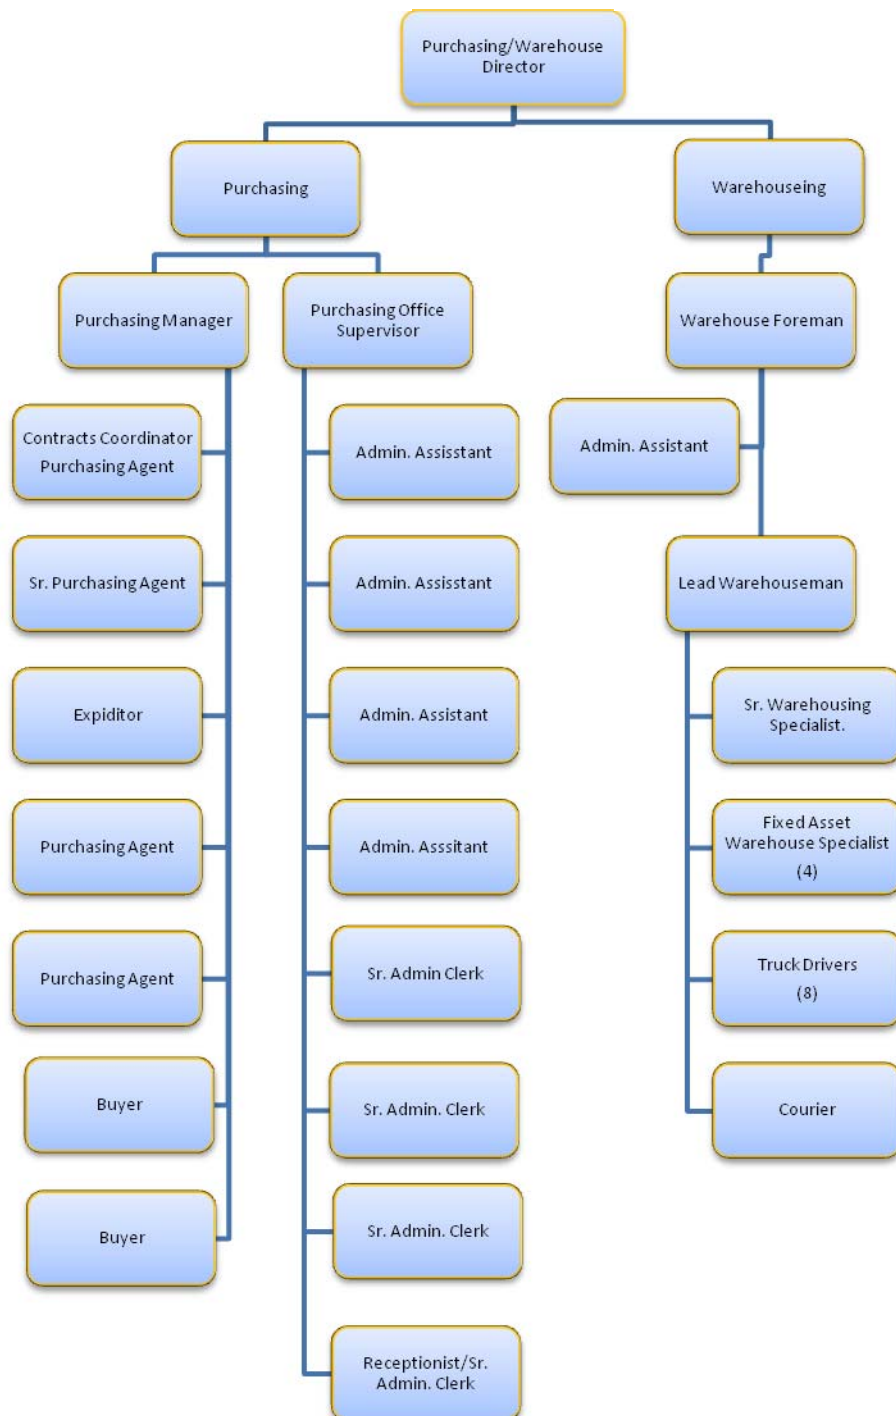 Purchasing/Warehouse
Director
Purchasing
Warehouseing
Purchasing Manager
Purchasing Office
Supervisor
Warehouse Foreman
Contracts Coordinator
Purchasing Agent
Admin. Assisstant
Admin. Assistant
Sr. Purchasing Agent
Admin. Assisstant
Lead Warehouseman
Expiditor
Admin. Assistant
Sr. Warehousing
Specialist.
Purchasing Agent
Admin. Asssitant
Fixed Asset
Warehouse Specialist
(4)
Purchasing Agent
Sr. Admin Clerk
Truck Drivers
(8)
Buyer
Sr. Admin. Clerk
Courier
Buyer
Sr. Admin. Clerk
Receptionist/Sr.
Admin. Clerk